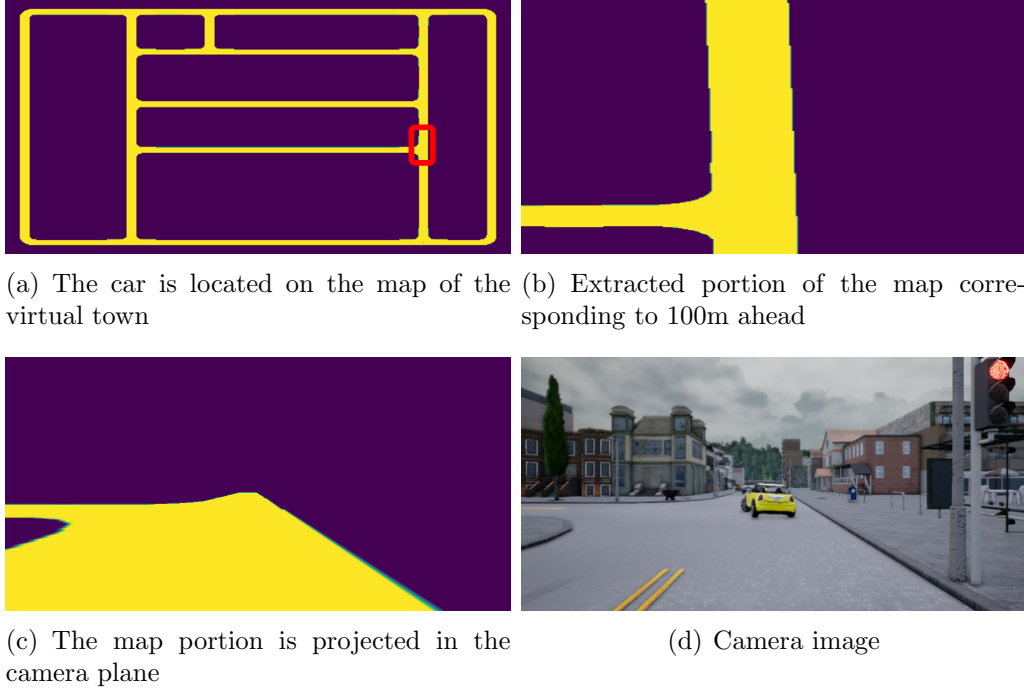 (a) The car is located on the map of the
virtual town
(b) Extracted portion of the map corre-
sponding to 100m ahead
(c) The map portion is projected in the
camera plane
(d) Camera image